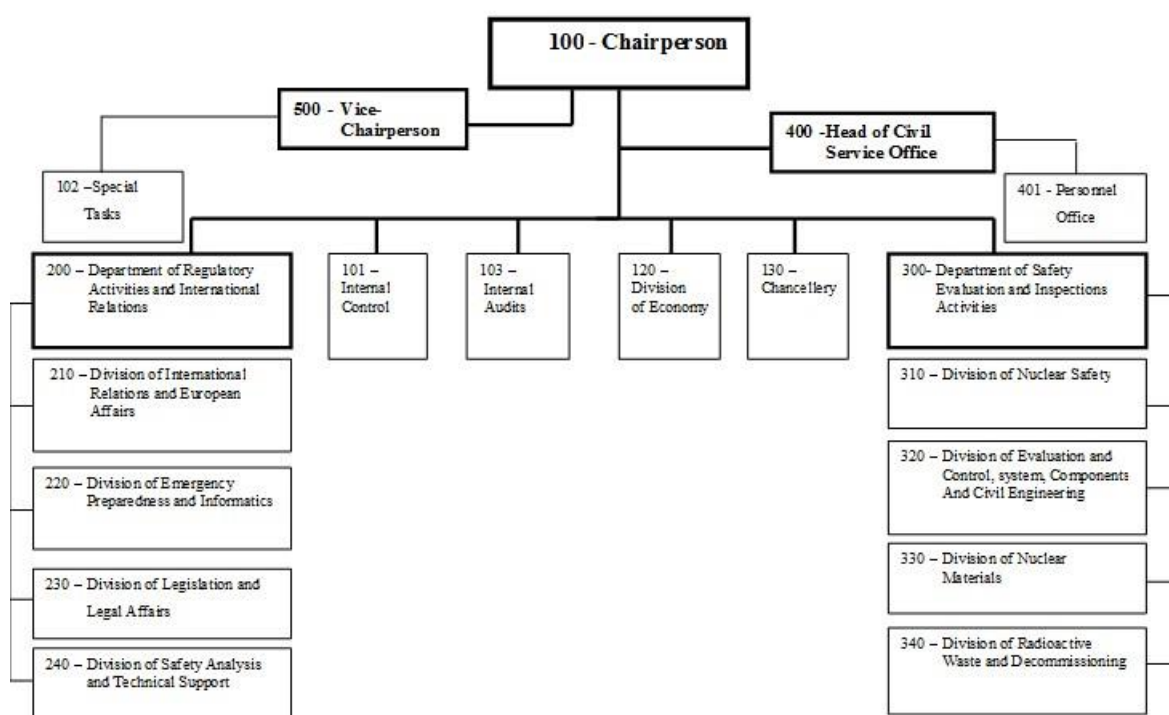 100 - Chairperson
500 - Vice-
Chairperson
400 -Head of Civil
Service Office
102 –Special
Tasks
401 - Personnel
Office
200 – Department of Regulatory
Activities and International
Relations
101 –
Internal
Control
103 –
Internal
Audits
120 –
Division
of Economy
130 –
Chancellery
300- Department of Safety
Evaluation and Inspections
Activities
210 – Division of International
Relations and European
Affairs
310 – Division of Nuclear Safety
220 – Division of Emergency
Preparedness and Informatics
320 – Division of Evaluation and
Control, system, Components
And Civil Engineering
230 – Division of Legislation and
Legal Affairs
330 – Division of Nuclear
Materials
240 – Division of Safety Analysis
and Technical Support
340 – Division of Radioactive
Waste and Decommissioning